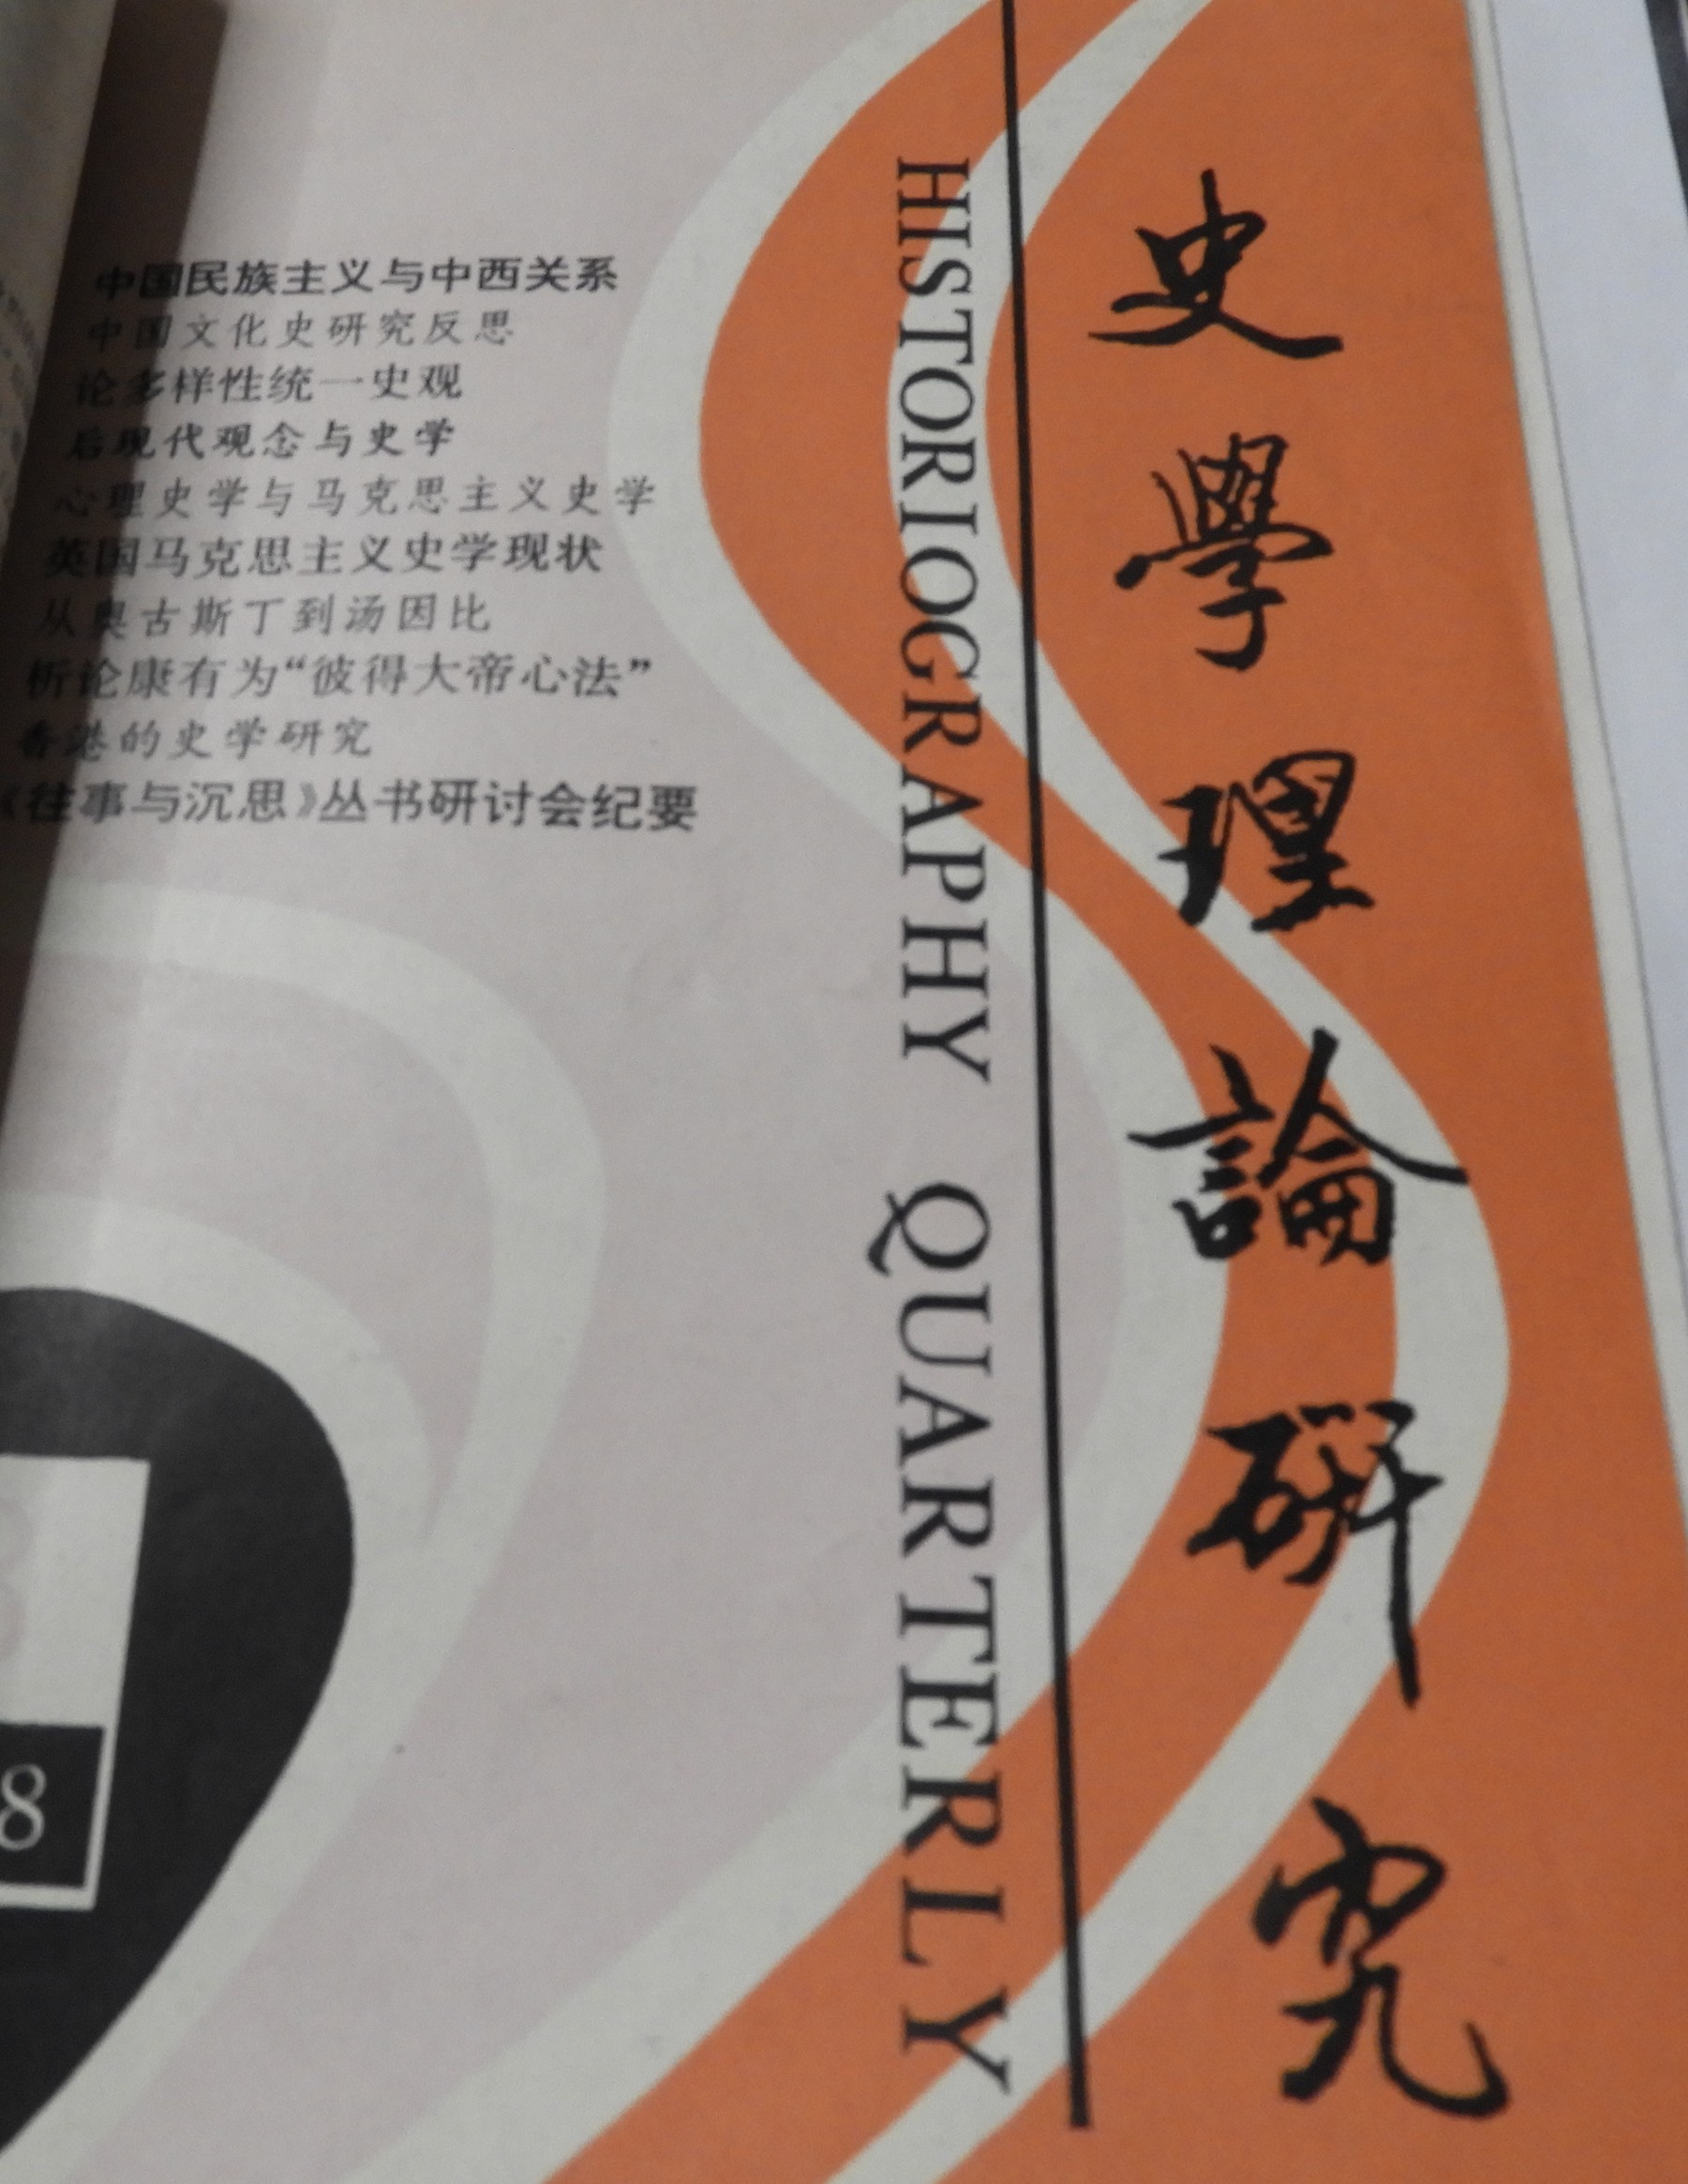 史學理論研究
HISTORIOGRAPHY QUARTERLY
中国民族主义与中西关系
中国文化史研究反思
论多样性统一史观
后现代观念与史学
心理史学与马克思主义史学
英国马克思主义史学现状
从奥古斯丁到汤因比
析论康有为“彼得大帝心法”
香港的史学研究
《往事与沉思》丛书研讨会纪要
8